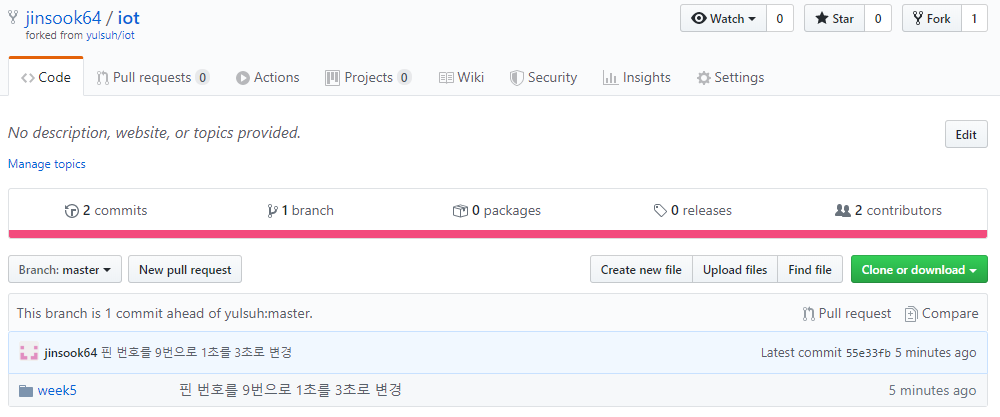 jinsook64 / iot
forked from yulsuh/iot
Watch 0 Star 0 Fork 1
Code Pull requests 0 Actions Projects 0 Wiki Security Insights Settings
No description, website, or topics provided. Edit
Manage topics
2 commits 1 branch 0 packages 0 releases 2 contributors
Branch: master New pull request Create new file Upload files Find file Clone or download
This branch is 1 commit ahead of yulsuh:master. Pull request Compare
jinsook64 핀 번호를 9번으로 1초를 3초로 변경 Latest commit 55e33fb 5 minutes ago
week5 핀 번호를 9번으로 1초를 3초로 변경 5 minutes ago